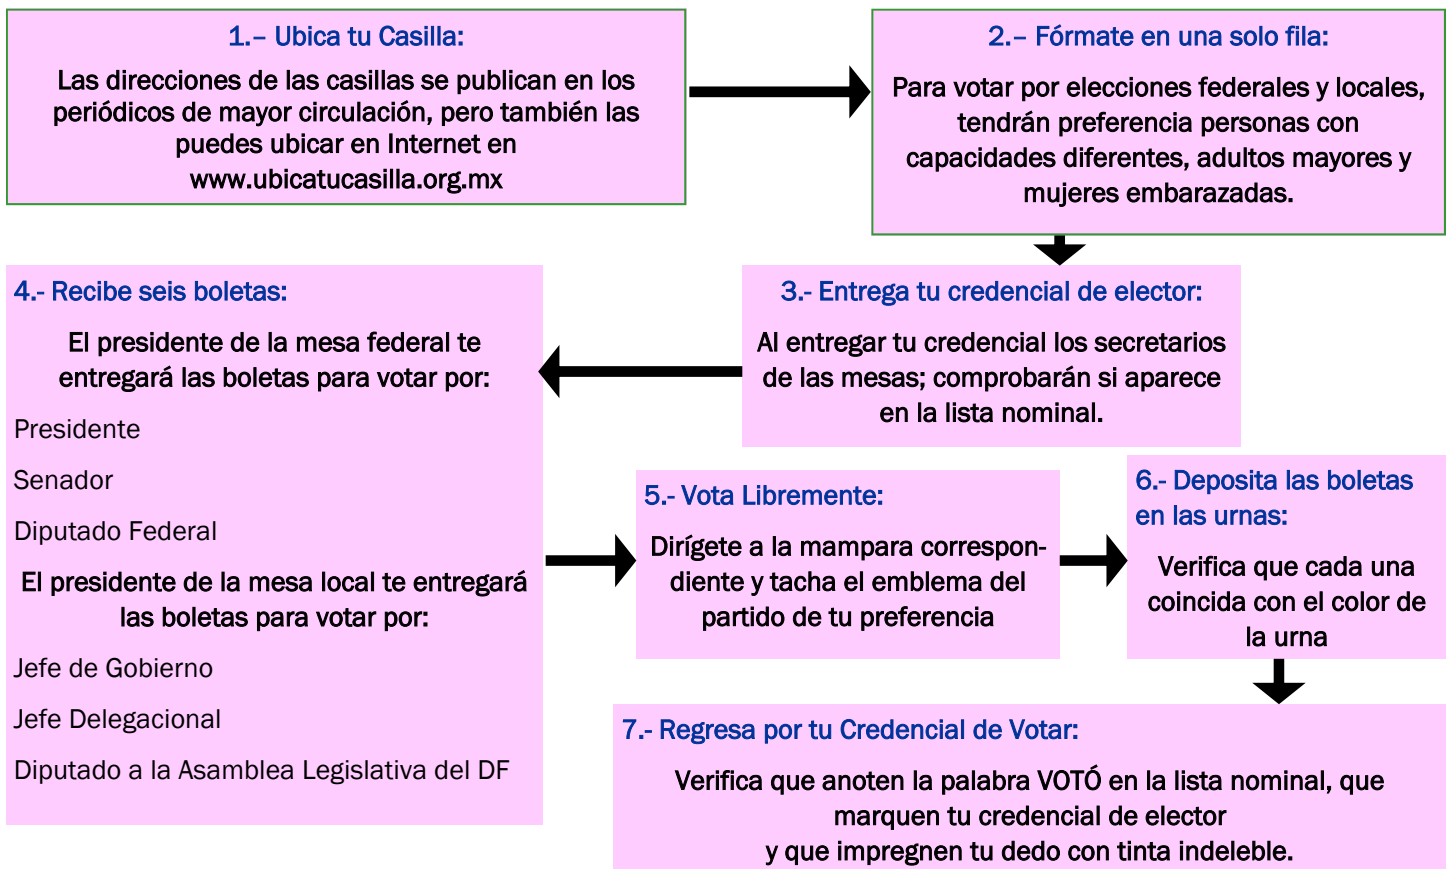 1.– Ubica tu Casilla:
Las direcciones de las casillas se publican en los
periódicos de mayor circulación, pero también las
puedes ubicar en Internet en
www.ubicatucasilla.org.mx
2.– Fórmate en una solo fila:
Para votar por elecciones federales y locales,
tendrán preferencia personas con
capacidades diferentes, adultos mayores y
mujeres embarazadas.
3.- Entrega tu credencial de elector:
Al entregar tu credencial los secretarios
de las mesas; comprobarán si aparece
en la lista nominal.
4.- Recibe seis boletas:
El presidente de la mesa federal te
entregará las boletas para votar por:
Presidente
Senador
Diputado Federal
El presidente de la mesa local te entregará
las boletas para votar por:
Jefe de Gobierno
Jefe Delegacional
Diputado a la Asamblea Legislativa del DF
5.- Vota Libremente:
Dirígete a la mampara correspon-
diente y tacha el emblema del
partido de tu preferencia
6.- Deposita las boletas
en las urnas:
Verifica que cada una
coincida con el color de
la urna
7.- Regresa por tu Credencial de Votar:
Verifica que anoten la palabra VOTÓ en la lista nominal, que
marquen tu credencial de elector
y que impregnen tu dedo con tinta indeleble.